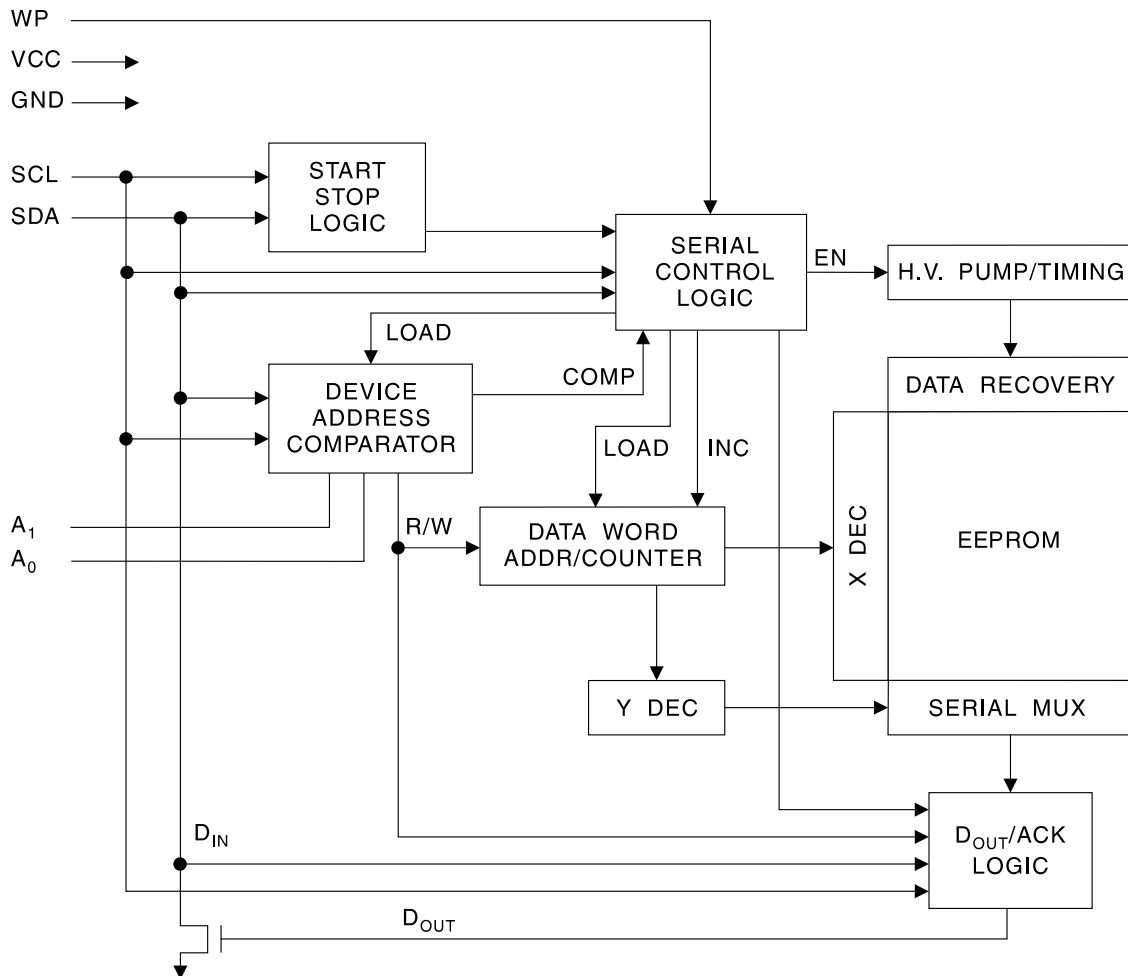 WP
VCC
GND
SCL
SDA
START
STOP
LOGIC
SERIAL
CONTROL
LOGIC
EN
H.V. PUMP/TIMING
LOAD
COMP
DATA RECOVERY
DEVICE
ADDRESS
COMPARATOR
LOAD
INC
A1
A0
R/W
DATA WORD
ADDR/COUNTER
X DEC
EEPROM
Y DEC
SERIAL MUX
DIN
DOUT/ACK
LOGIC
DOUT